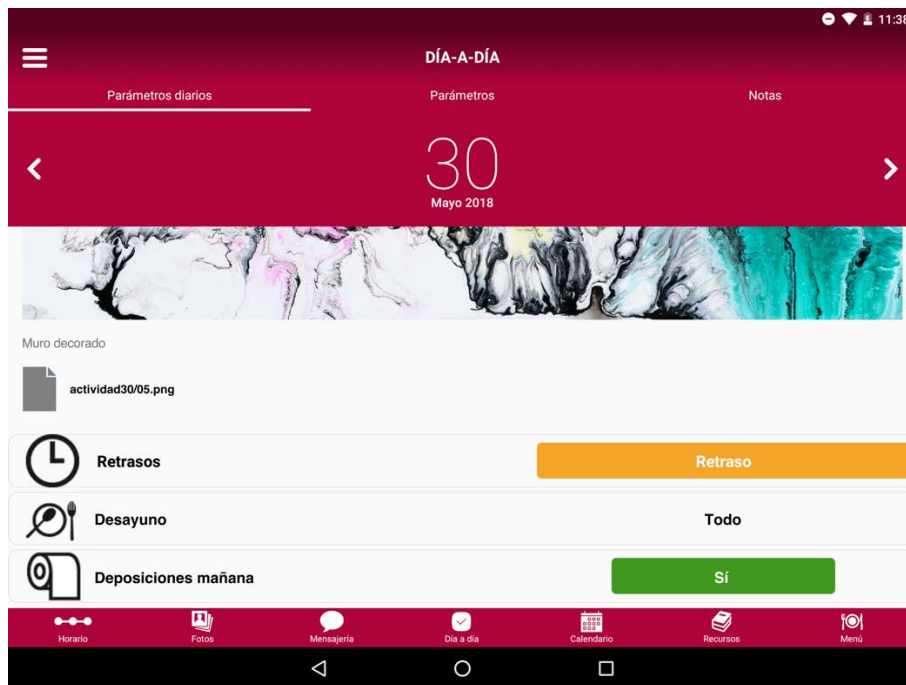 11:38
DÍA-A-DÍA
Parámetros diarios Parámetros Notas
30
Mayo 2018
Muro decorado
actividad30/05.png
Retrasos Retraso
Desayuno Todo
Deposiciones mañana Sí
Horario Fotos Mensajería Día a día Calendario Recursos Menú